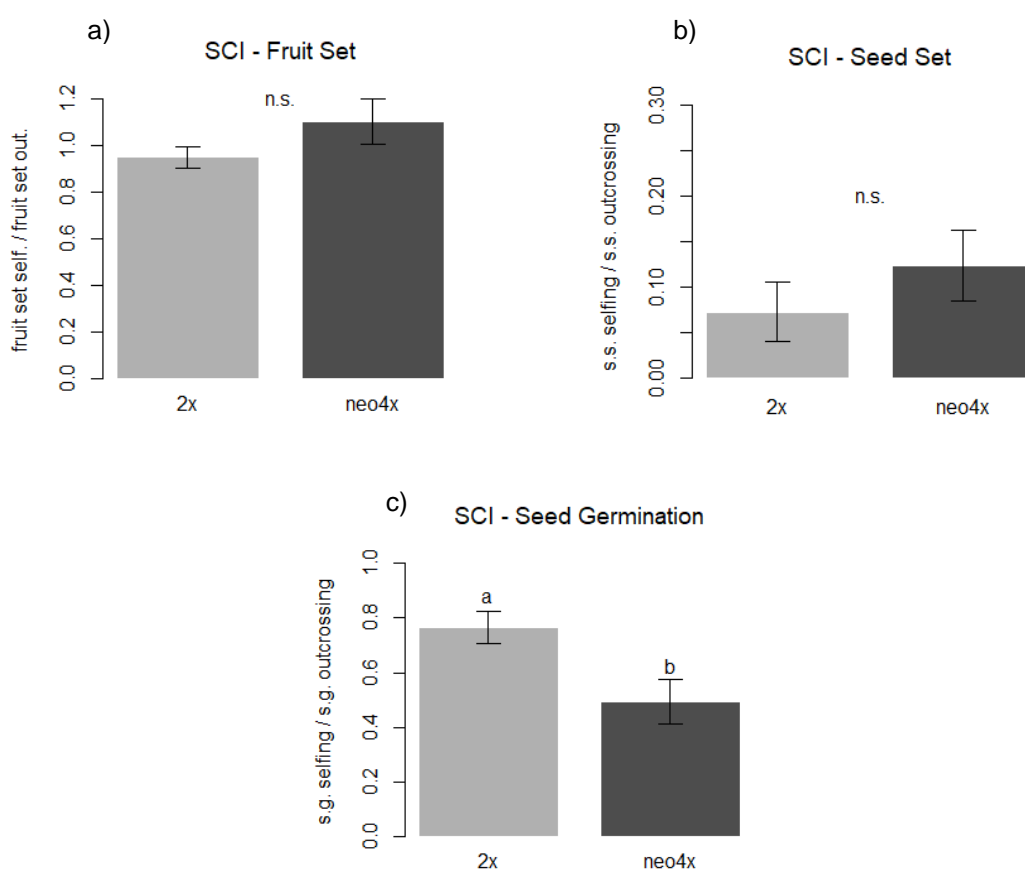 a)
SCI - Fruit Set
fruit set self. / fruit set out.
1.2
1.0
0.8
0.6
0.4
0.2
0.0
n.s.
2x
neo4x
b)
SCI - Seed Set
s.s. selfing / s.s. outcrossing
0.30
0.20
0.10
0.00
n.s.
2x
neo4x
c)
SCI - Seed Germination
s.g. selfing / s.g. outcrossing
1.0
0.8
0.6
0.4
0.2
0.0
a
b
2x
neo4x